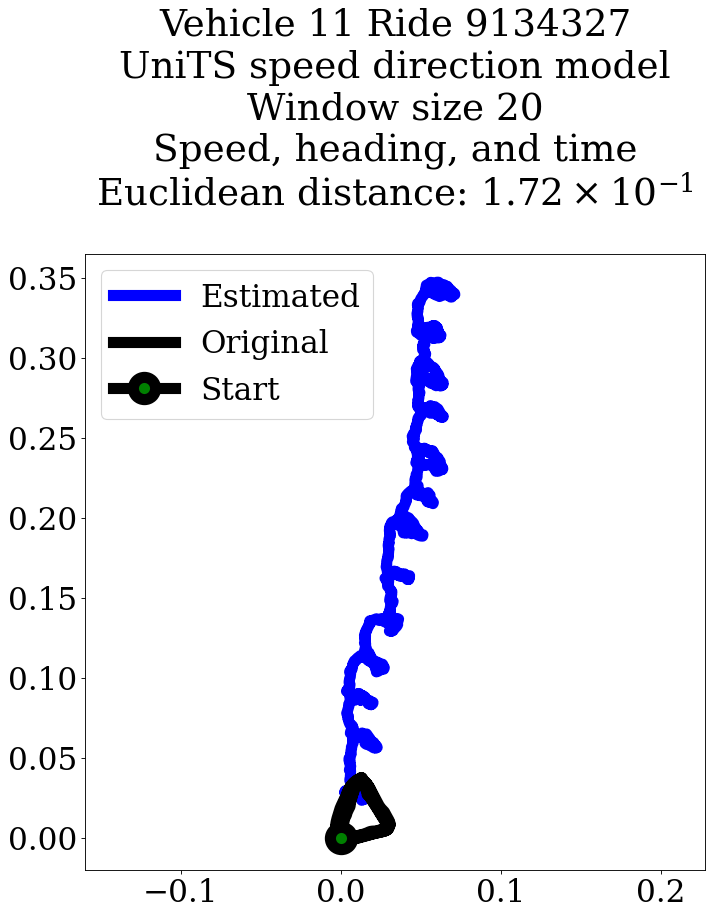 Vehicle 11 Ride 9134327
UniTS speed direction model
Window size 20
Speed, heading, and time
Euclidean distance: 1.72 × 10⁻¹
Estimated
Original
Start
0.35
0.30
0.25
0.20
0.15
0.10
0.05
0.00
−0.1 0.0 0.1 0.2